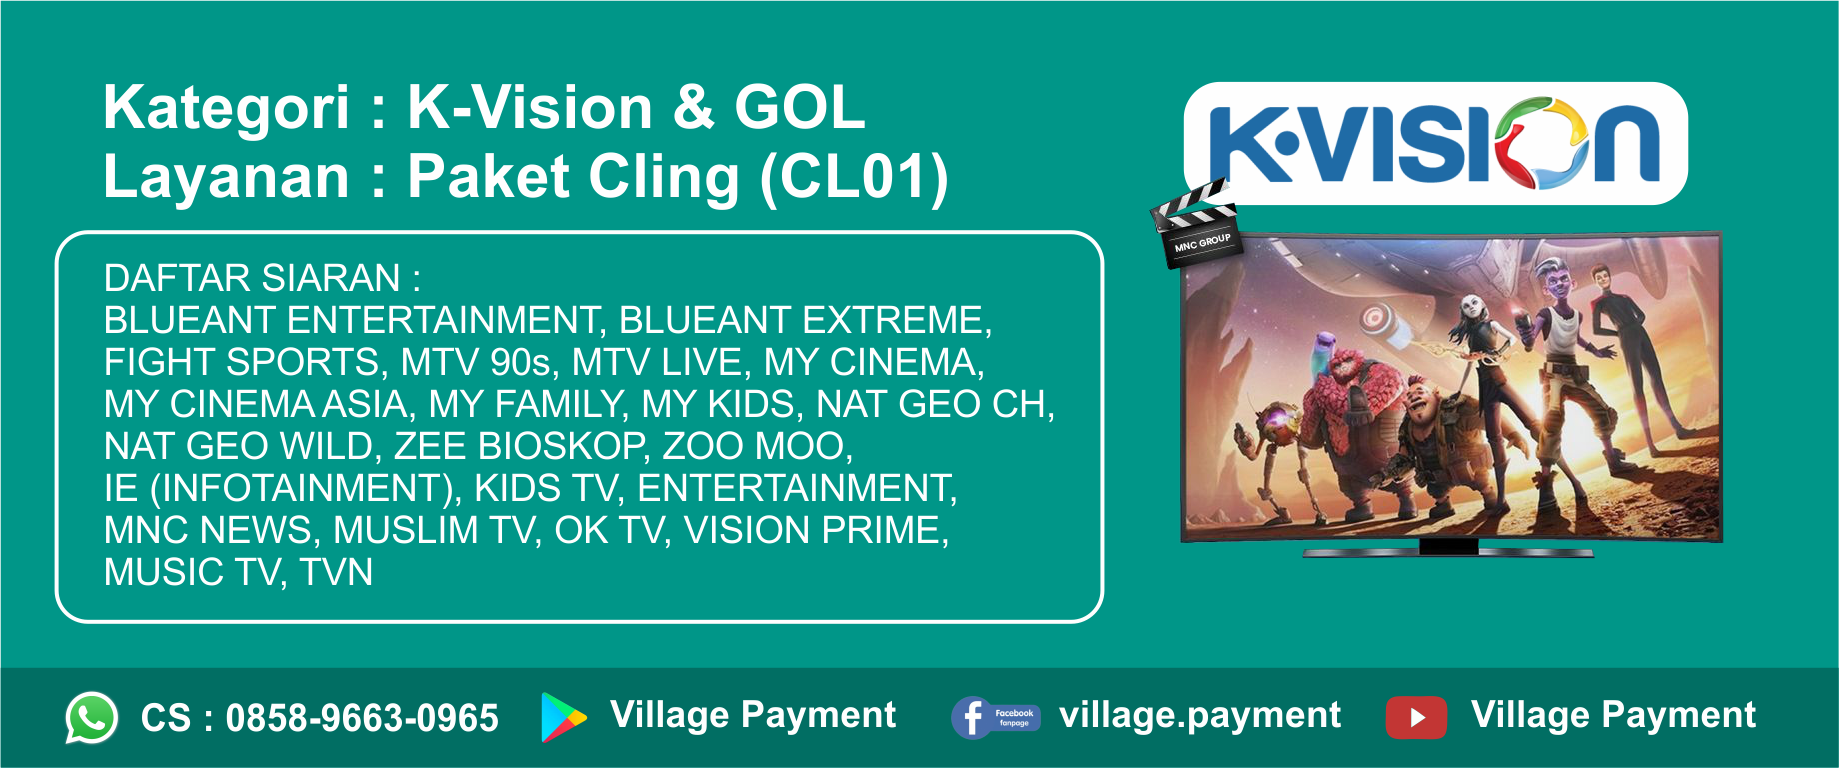 Kategori : K-Vision & GOL
Layanan : Paket Cling (CL01)
K-VISION
MNC GROUP
DAFTAR SIARAN :
BLUEANT ENTERTAINMENT, BLUEANT EXTREME,
FIGHT SPORTS, MTV 90s, MTV LIVE, MY CINEMA,
MY CINEMA ASIA, MY FAMILY, MY KIDS, NAT GEO CH,
NAT GEO WILD, ZEE BIOSKOP, ZOO MOO,
IE (INFOTAINMENT), KIDS TV, ENTERTAINMENT,
MNC NEWS, MUSLIM TV, OK TV, VISION PRIME,
MUSIC TV, TVN
CS : 0858-9663-0965
Village Payment
Facebook
fanpage
village.payment
Village Payment